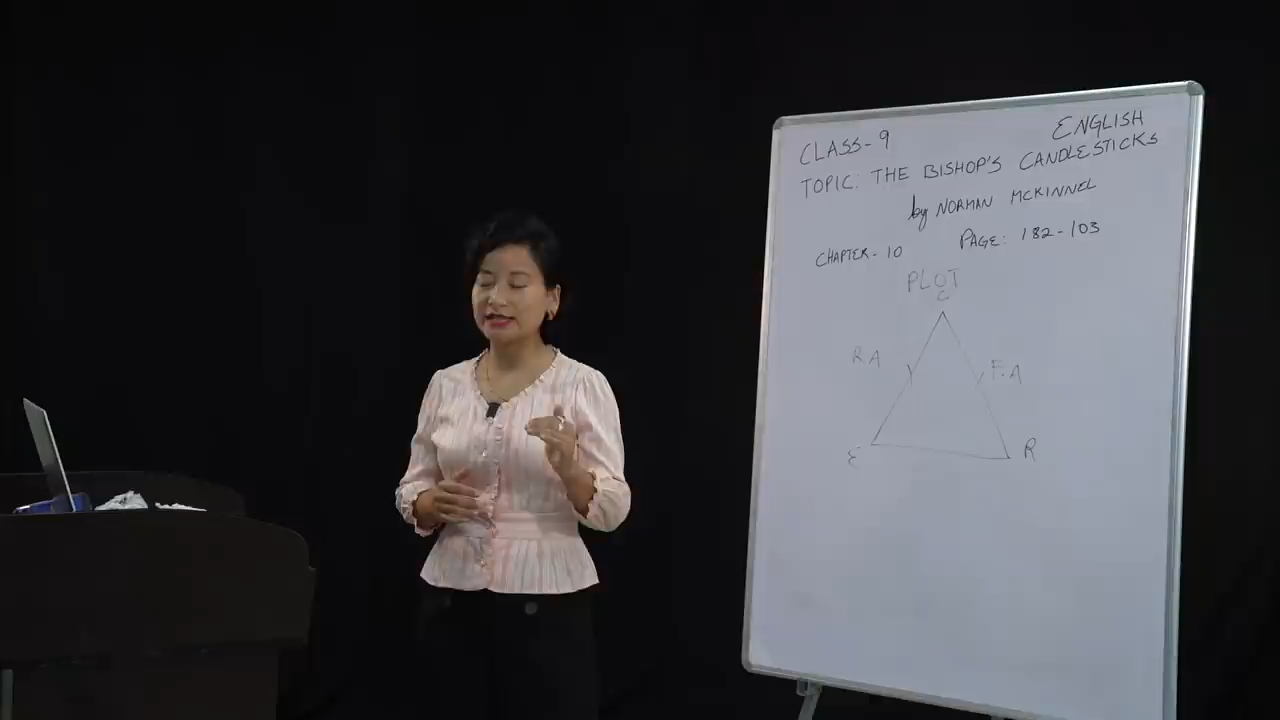 CLASS-9 ENGLISH
TOPIC: THE BISHOP'S CANDLESTICKS
by NORMAN MCKINNEL
CHAPTER-10 PAGE: 182-103
PLOT
C
R A F.A
E R